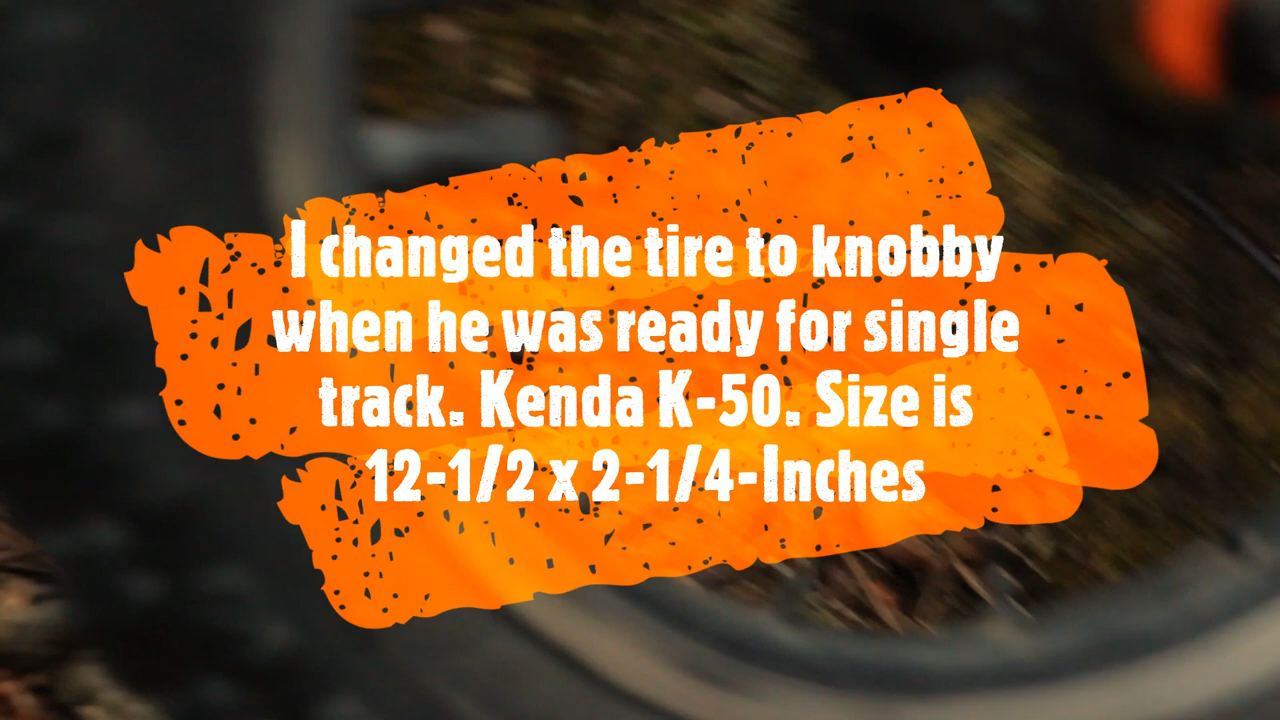 I changed the tire to knobby
when he was ready for single
track. Kenda K-50. Size is
12-1/2 x 2-1/4-Inches